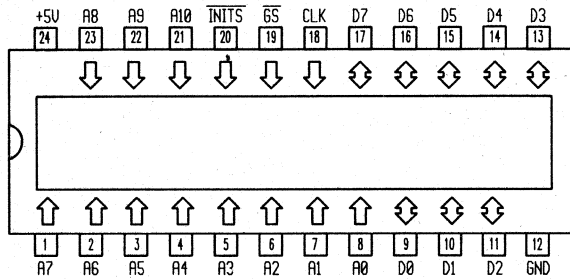 +5V A8 A9 A10 INITS GS CLK D7 D6 D5 D4 D3
24 23 22 21 20 19 18 17 16 15 14 13
1 2 3 4 5 6 7 8 9 10 11 12
A7 A6 A5 A4 A3 A2 A1 A0 D0 D1 D2 GND